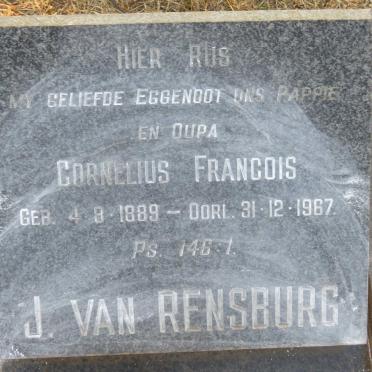 HIER RUS
MY GELIEFDE EGGENOOT ONS PAPPIE
EN OUPA
CORNELIUS FRANCOIS
GEB. 4·8·1889 — OORL. 31·12·1967.
PS. 146·1.
J. VAN RENSBURG